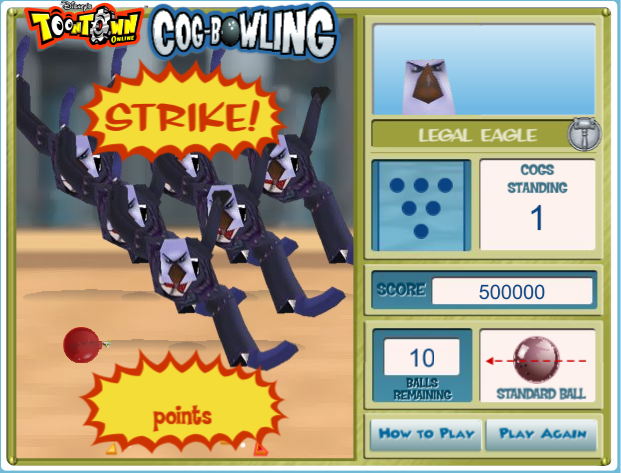 Disney's
TOONTOWN
ONLINE
COG-BOWLING
STRIKE!
LEGAL EAGLE
COGS
STANDING
1
SCORE
500000
10
BALLS
REMAINING
STANDARD BALL
points
HOW TO PLAY
PLAY AGAIN